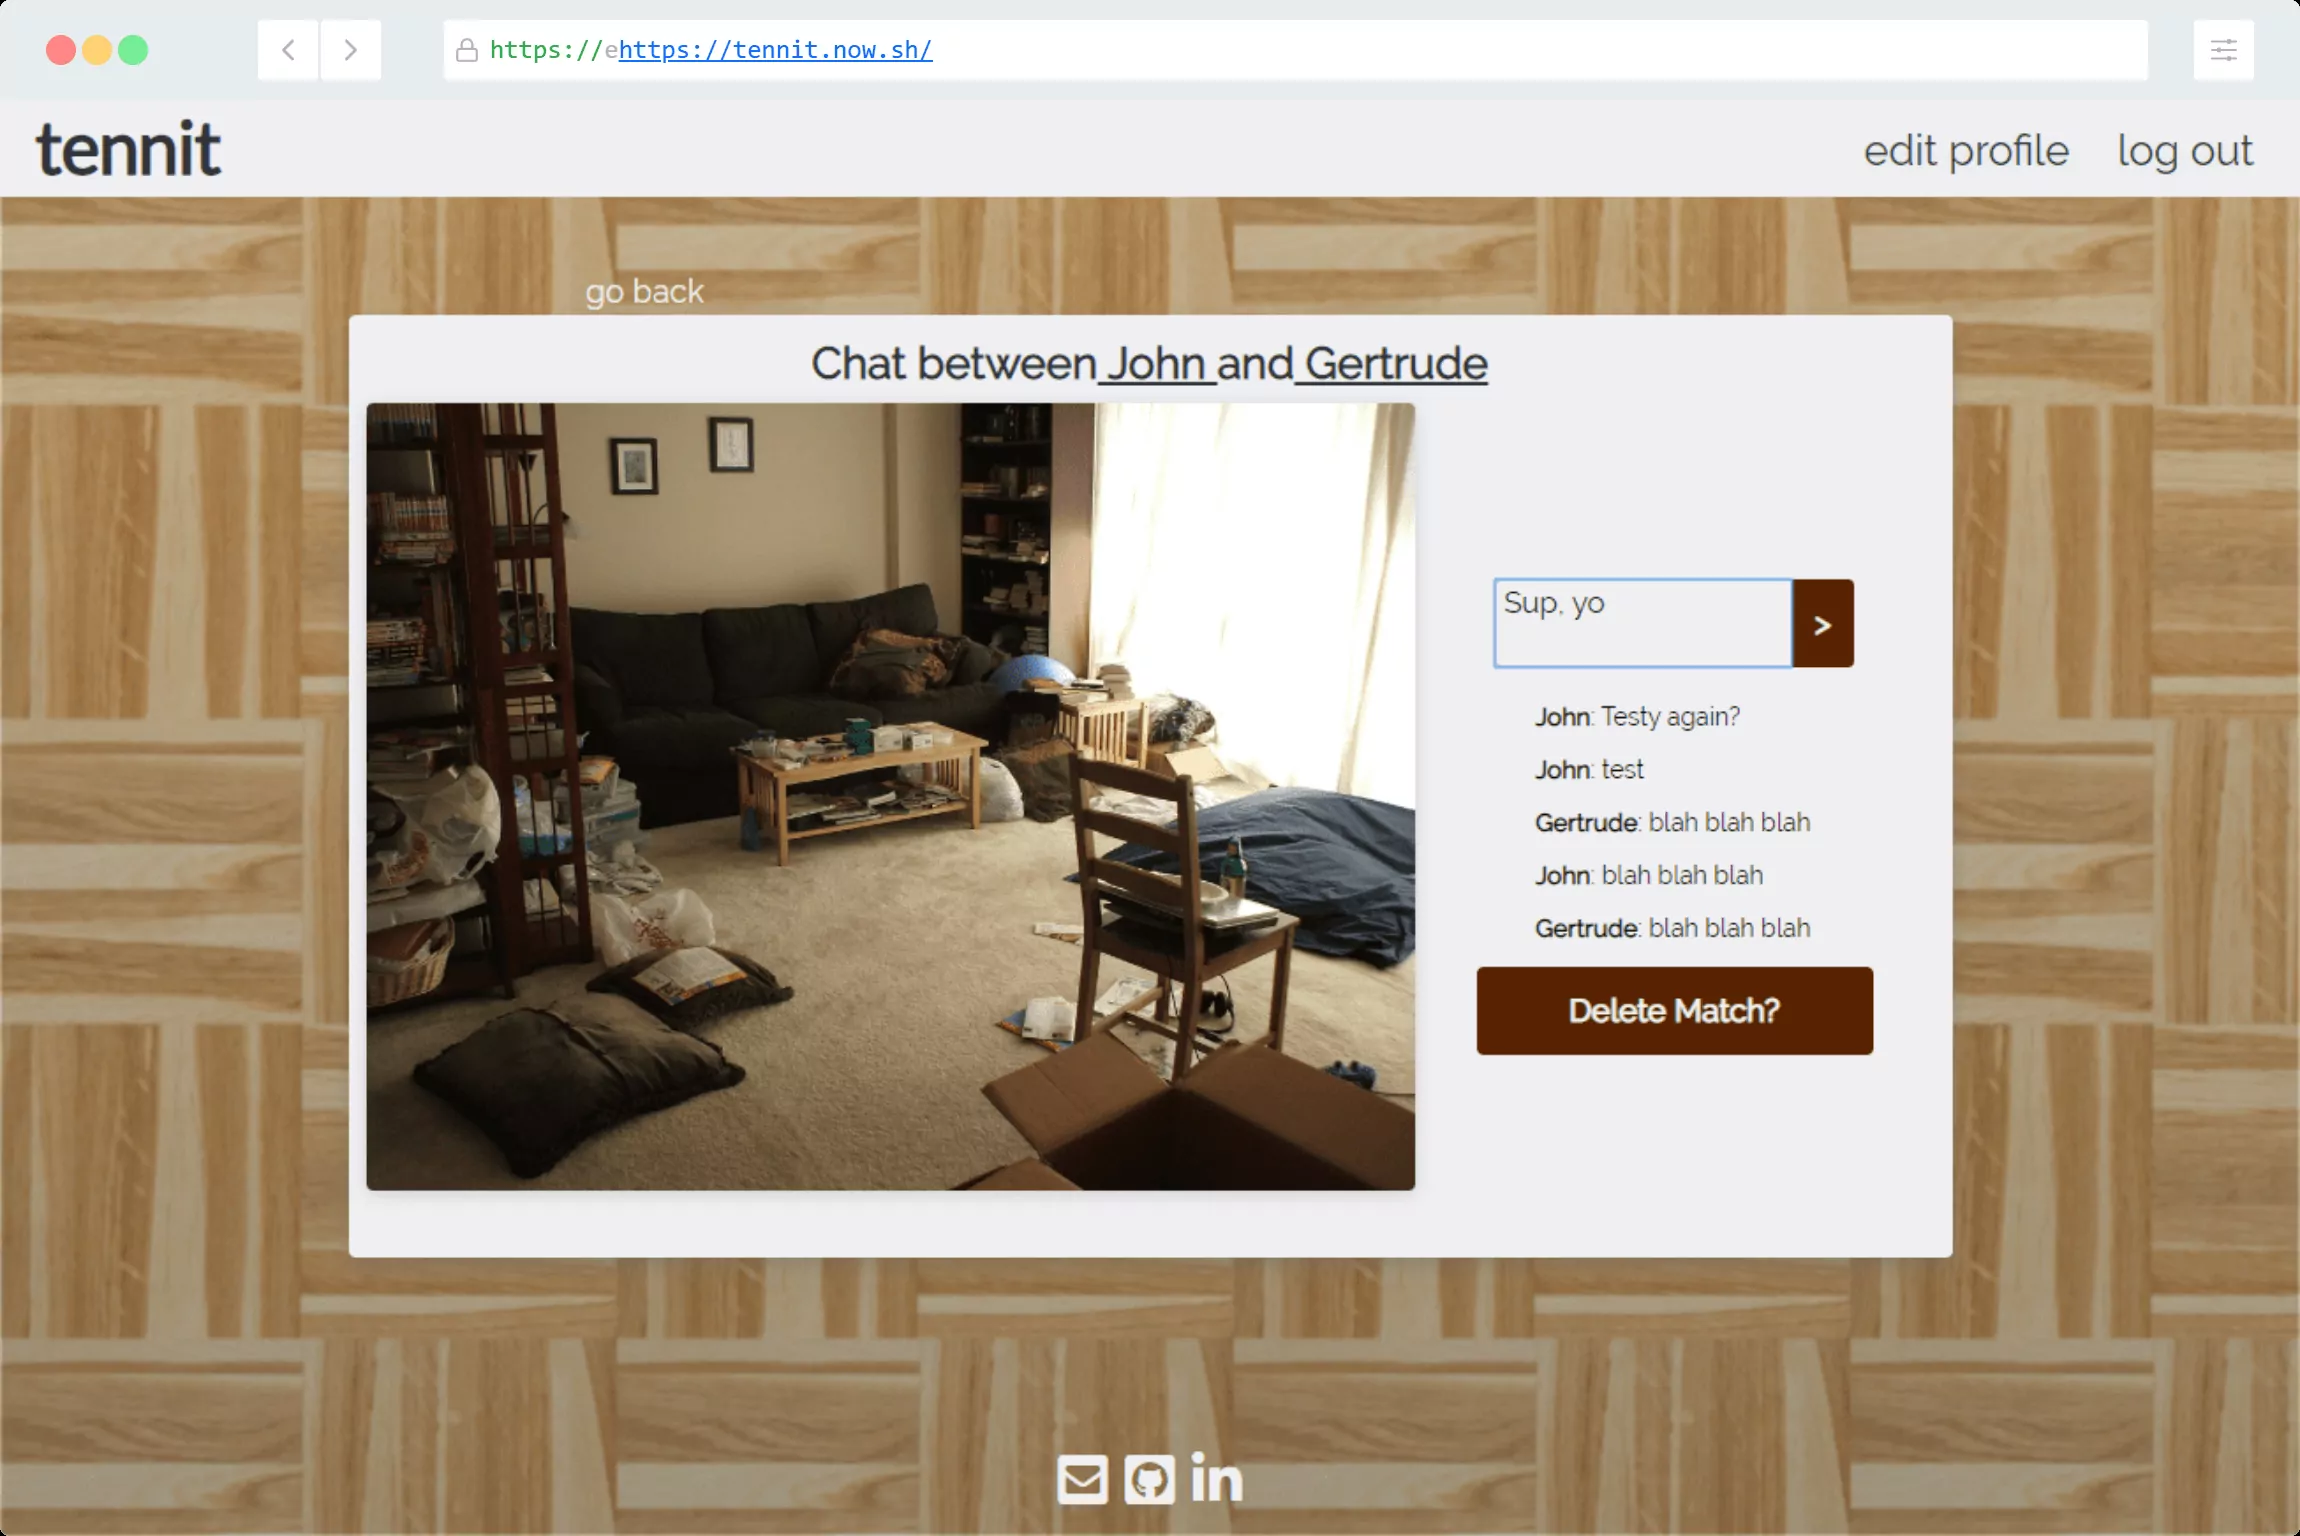 https://ehttps://tennit.now.sh/
tennit
edit profile
log out
go back
Chat between John and Gertrude
Sup, yo
>
John: Testy again?
John: test
Gertrude: blah blah blah
John: blah blah blah
Gertrude: blah blah blah
Delete Match?
in